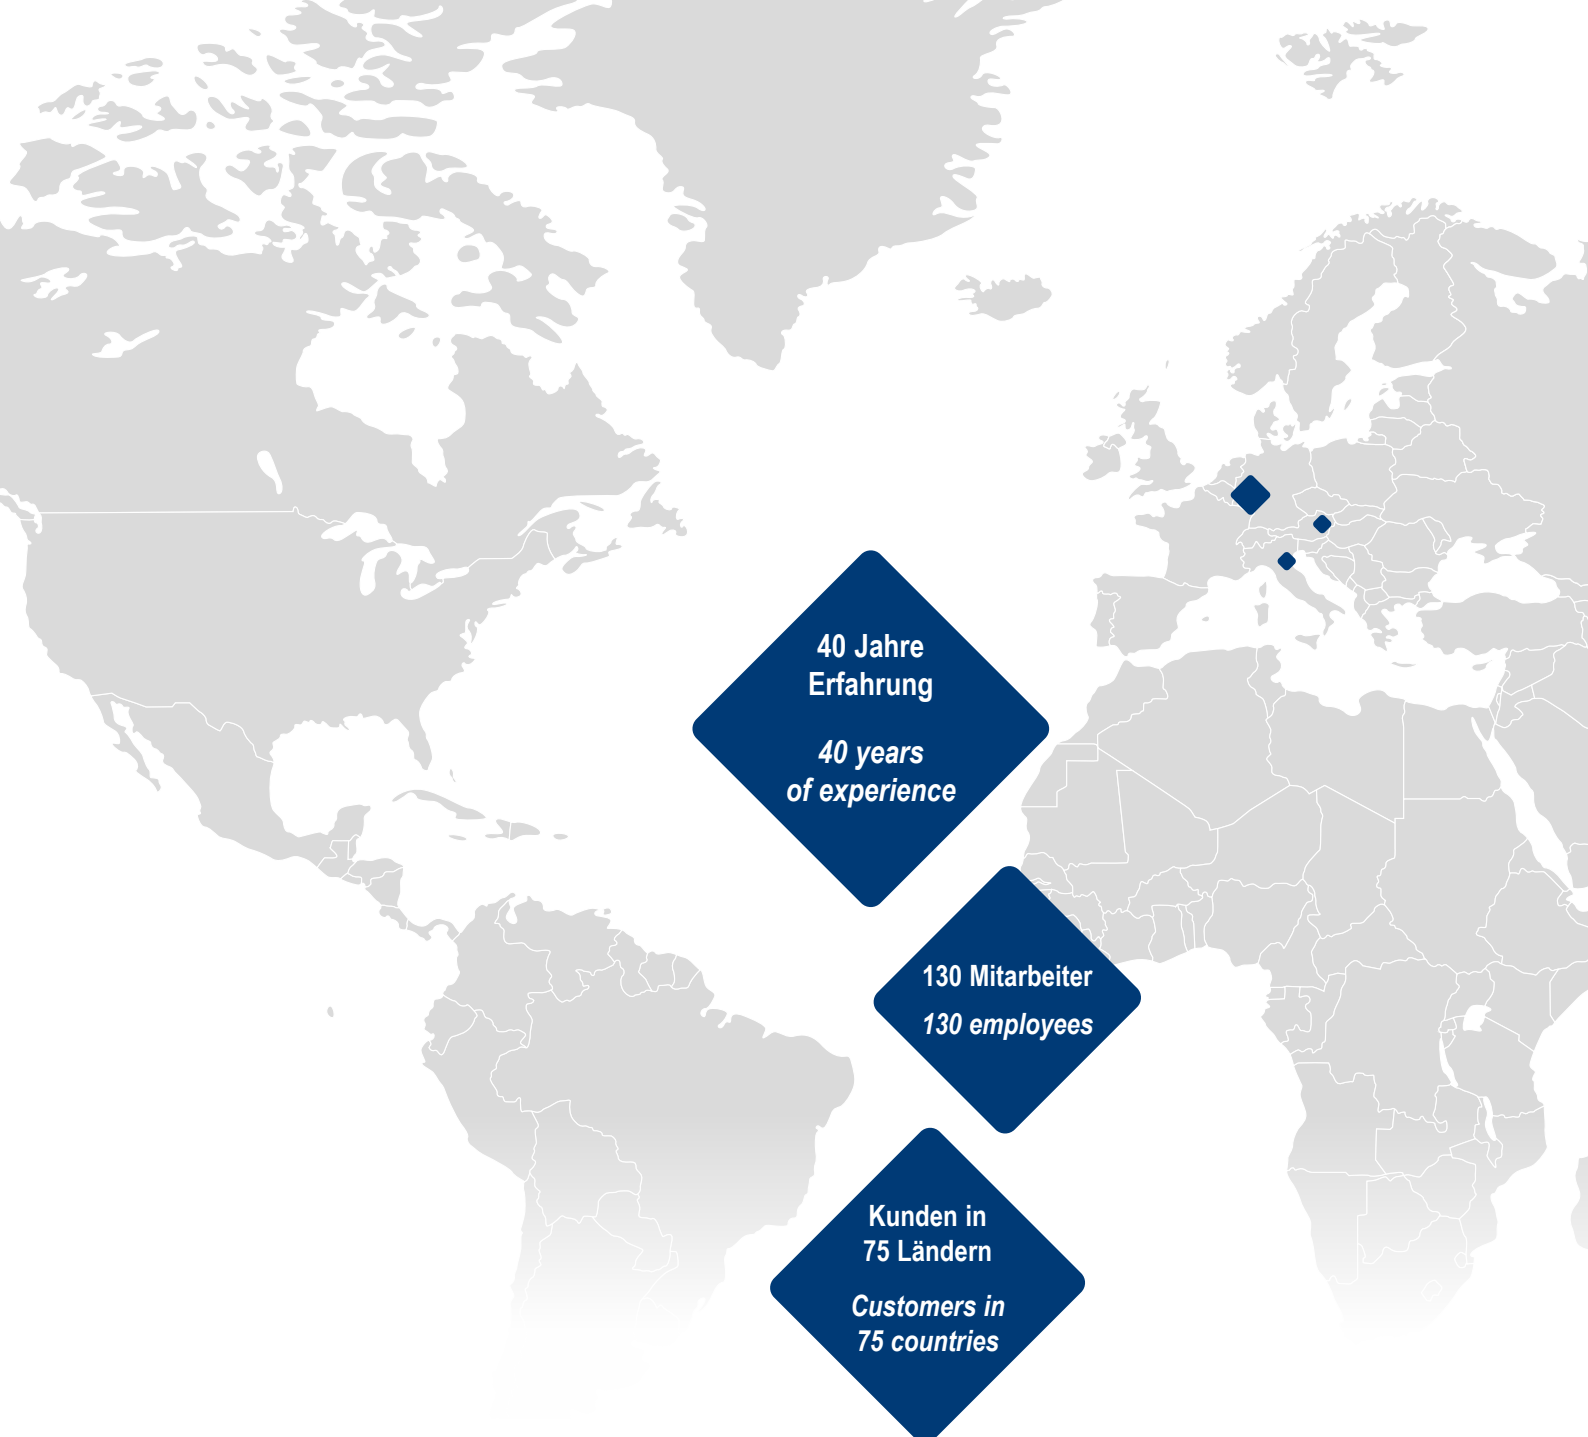 40 Jahre
Erfahrung
40 years
of experience
130 Mitarbeiter
130 employees
Kunden in
75 Ländern
Customers in
75 countries